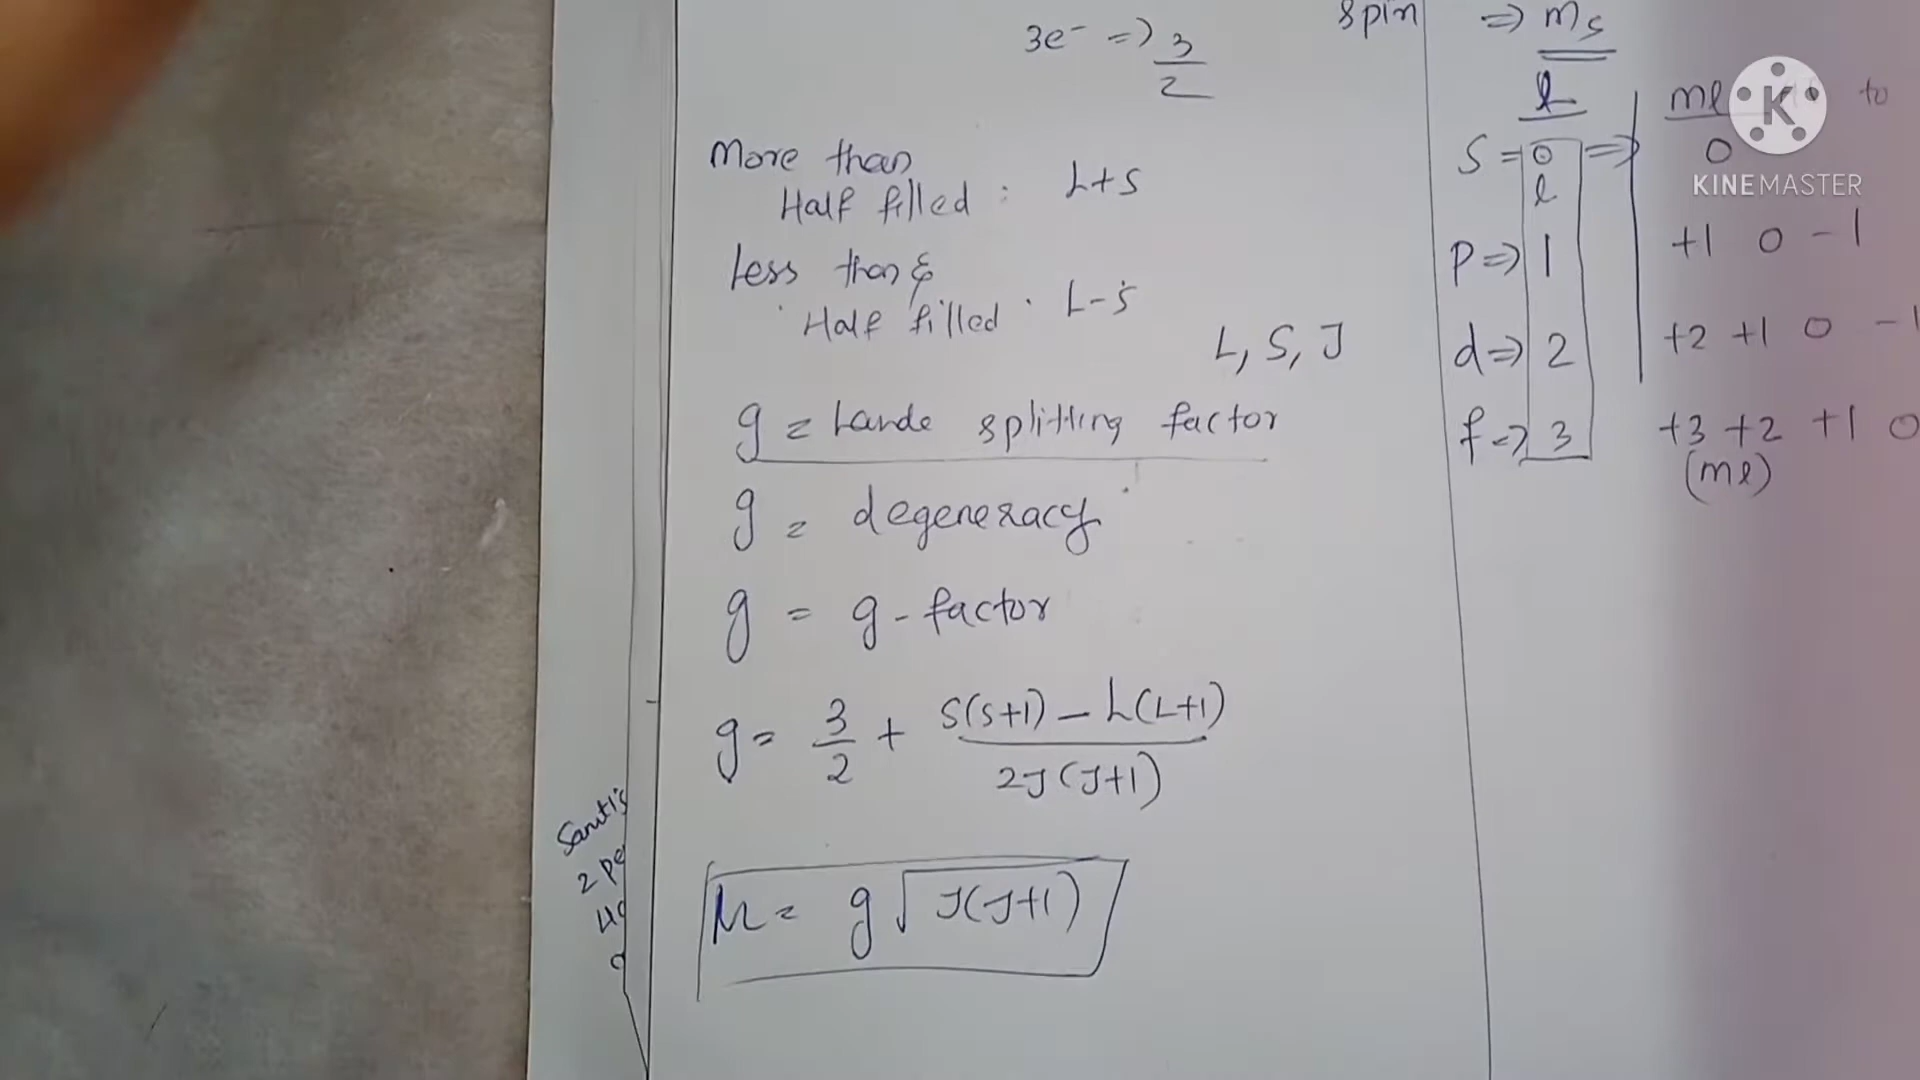 3e⁻ => 3/2
More than
Half filled : L+S
Less than &
Half filled . L-S
L, S, J
g = Lande splitting factor
g = degeneracy
g = g-factor
g = 3/2 + S(S+1) - L(L+1) / 2J(J+1)
μ = g√J(J+1)
spin => ms
l
ml to
S = 0 => 0
l
p => 1 +1 0 -1
d => 2 +2 +1 0 -1
f => 3 +3 +2 +1 0
(ml)
2
K
KINEMASTER